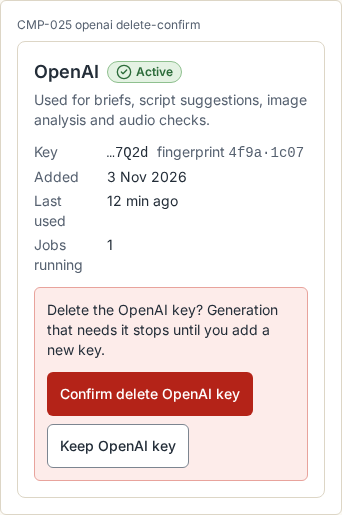 CMP-025 openai delete-confirm
OpenAI Active
Used for briefs, script suggestions, image
analysis and audio checks.
Key …7Q2d fingerprint 4f9a·1c07
Added 3 Nov 2026
Last used 12 min ago
Jobs running 1
Delete the OpenAI key? Generation
that needs it stops until you add a
new key.
Confirm delete OpenAI key
Keep OpenAI key